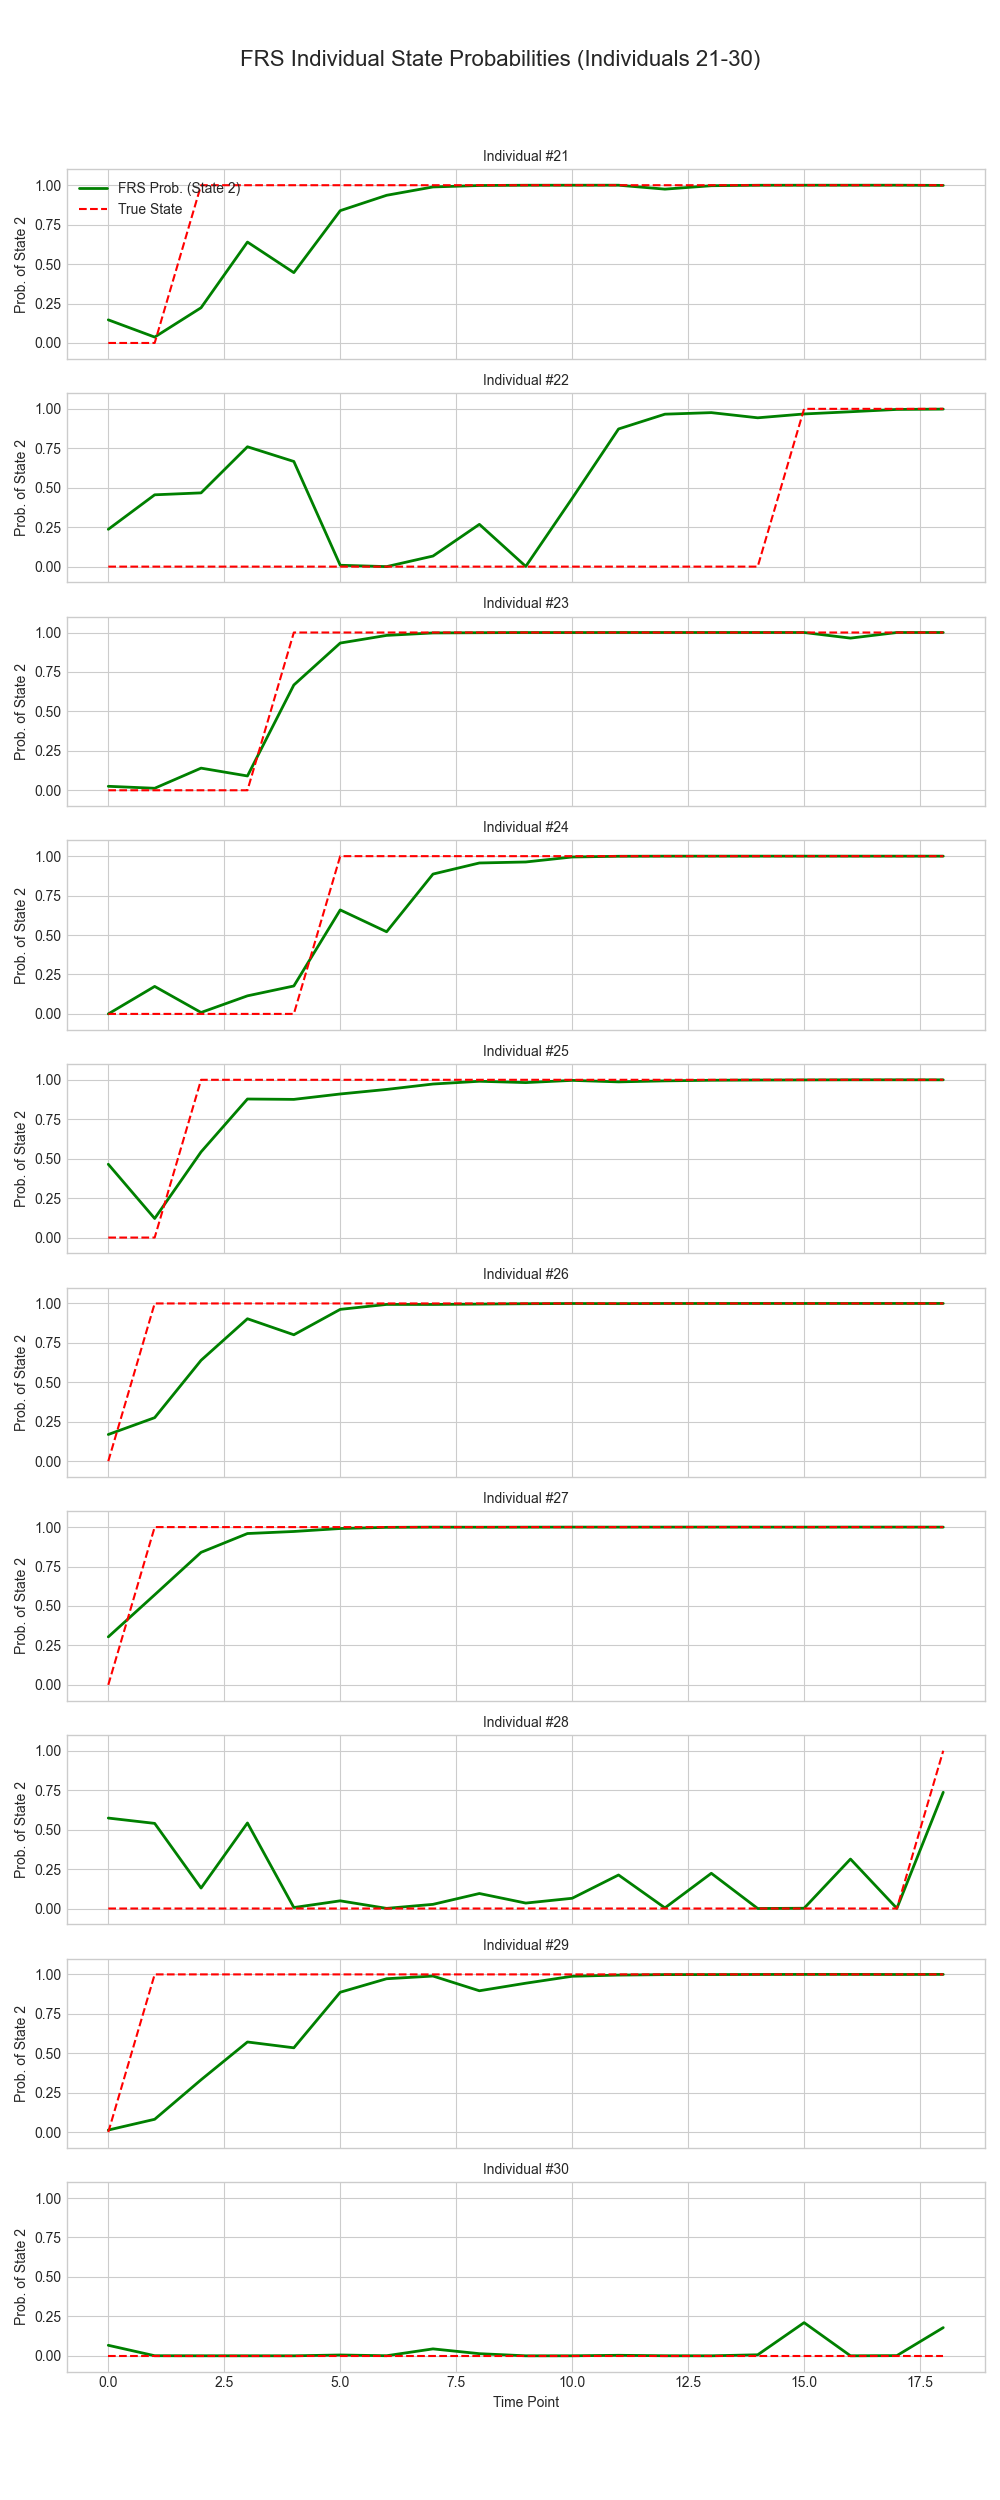 FRS Individual State Probabilities (Individuals 21-30)
Individual #21
FRS Prob. (State 2)
True State
Prob. of State 2
1.00
0.75
0.50
0.25
0.00
Individual #22
Prob. of State 2
1.00
0.75
0.50
0.25
0.00
Individual #23
Prob. of State 2
1.00
0.75
0.50
0.25
0.00
Individual #24
Prob. of State 2
1.00
0.75
0.50
0.25
0.00
Individual #25
Prob. of State 2
1.00
0.75
0.50
0.25
0.00
Individual #26
Prob. of State 2
1.00
0.75
0.50
0.25
0.00
Individual #27
Prob. of State 2
1.00
0.75
0.50
0.25
0.00
Individual #28
Prob. of State 2
1.00
0.75
0.50
0.25
0.00
Individual #29
Prob. of State 2
1.00
0.75
0.50
0.25
0.00
Individual #30
Prob. of State 2
1.00
0.75
0.50
0.25
0.00
0.0 2.5 5.0 7.5 10.0 12.5 15.0 17.5
Time Point